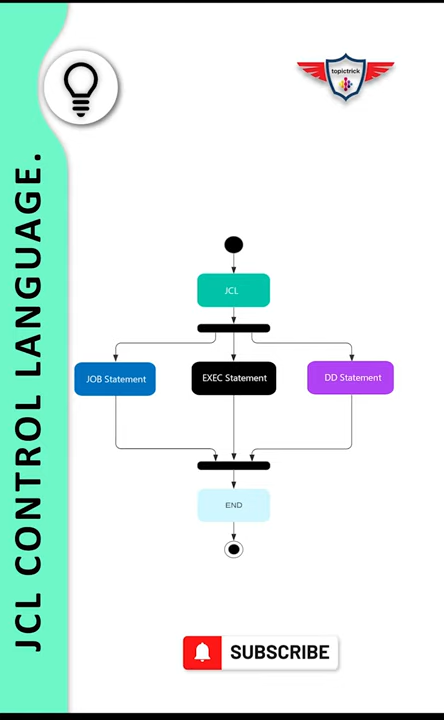 topictrick
JCL CONTROL LANGUAGE.
JCL
JOB Statement
EXEC Statement
DD Statement
END
SUBSCRIBE